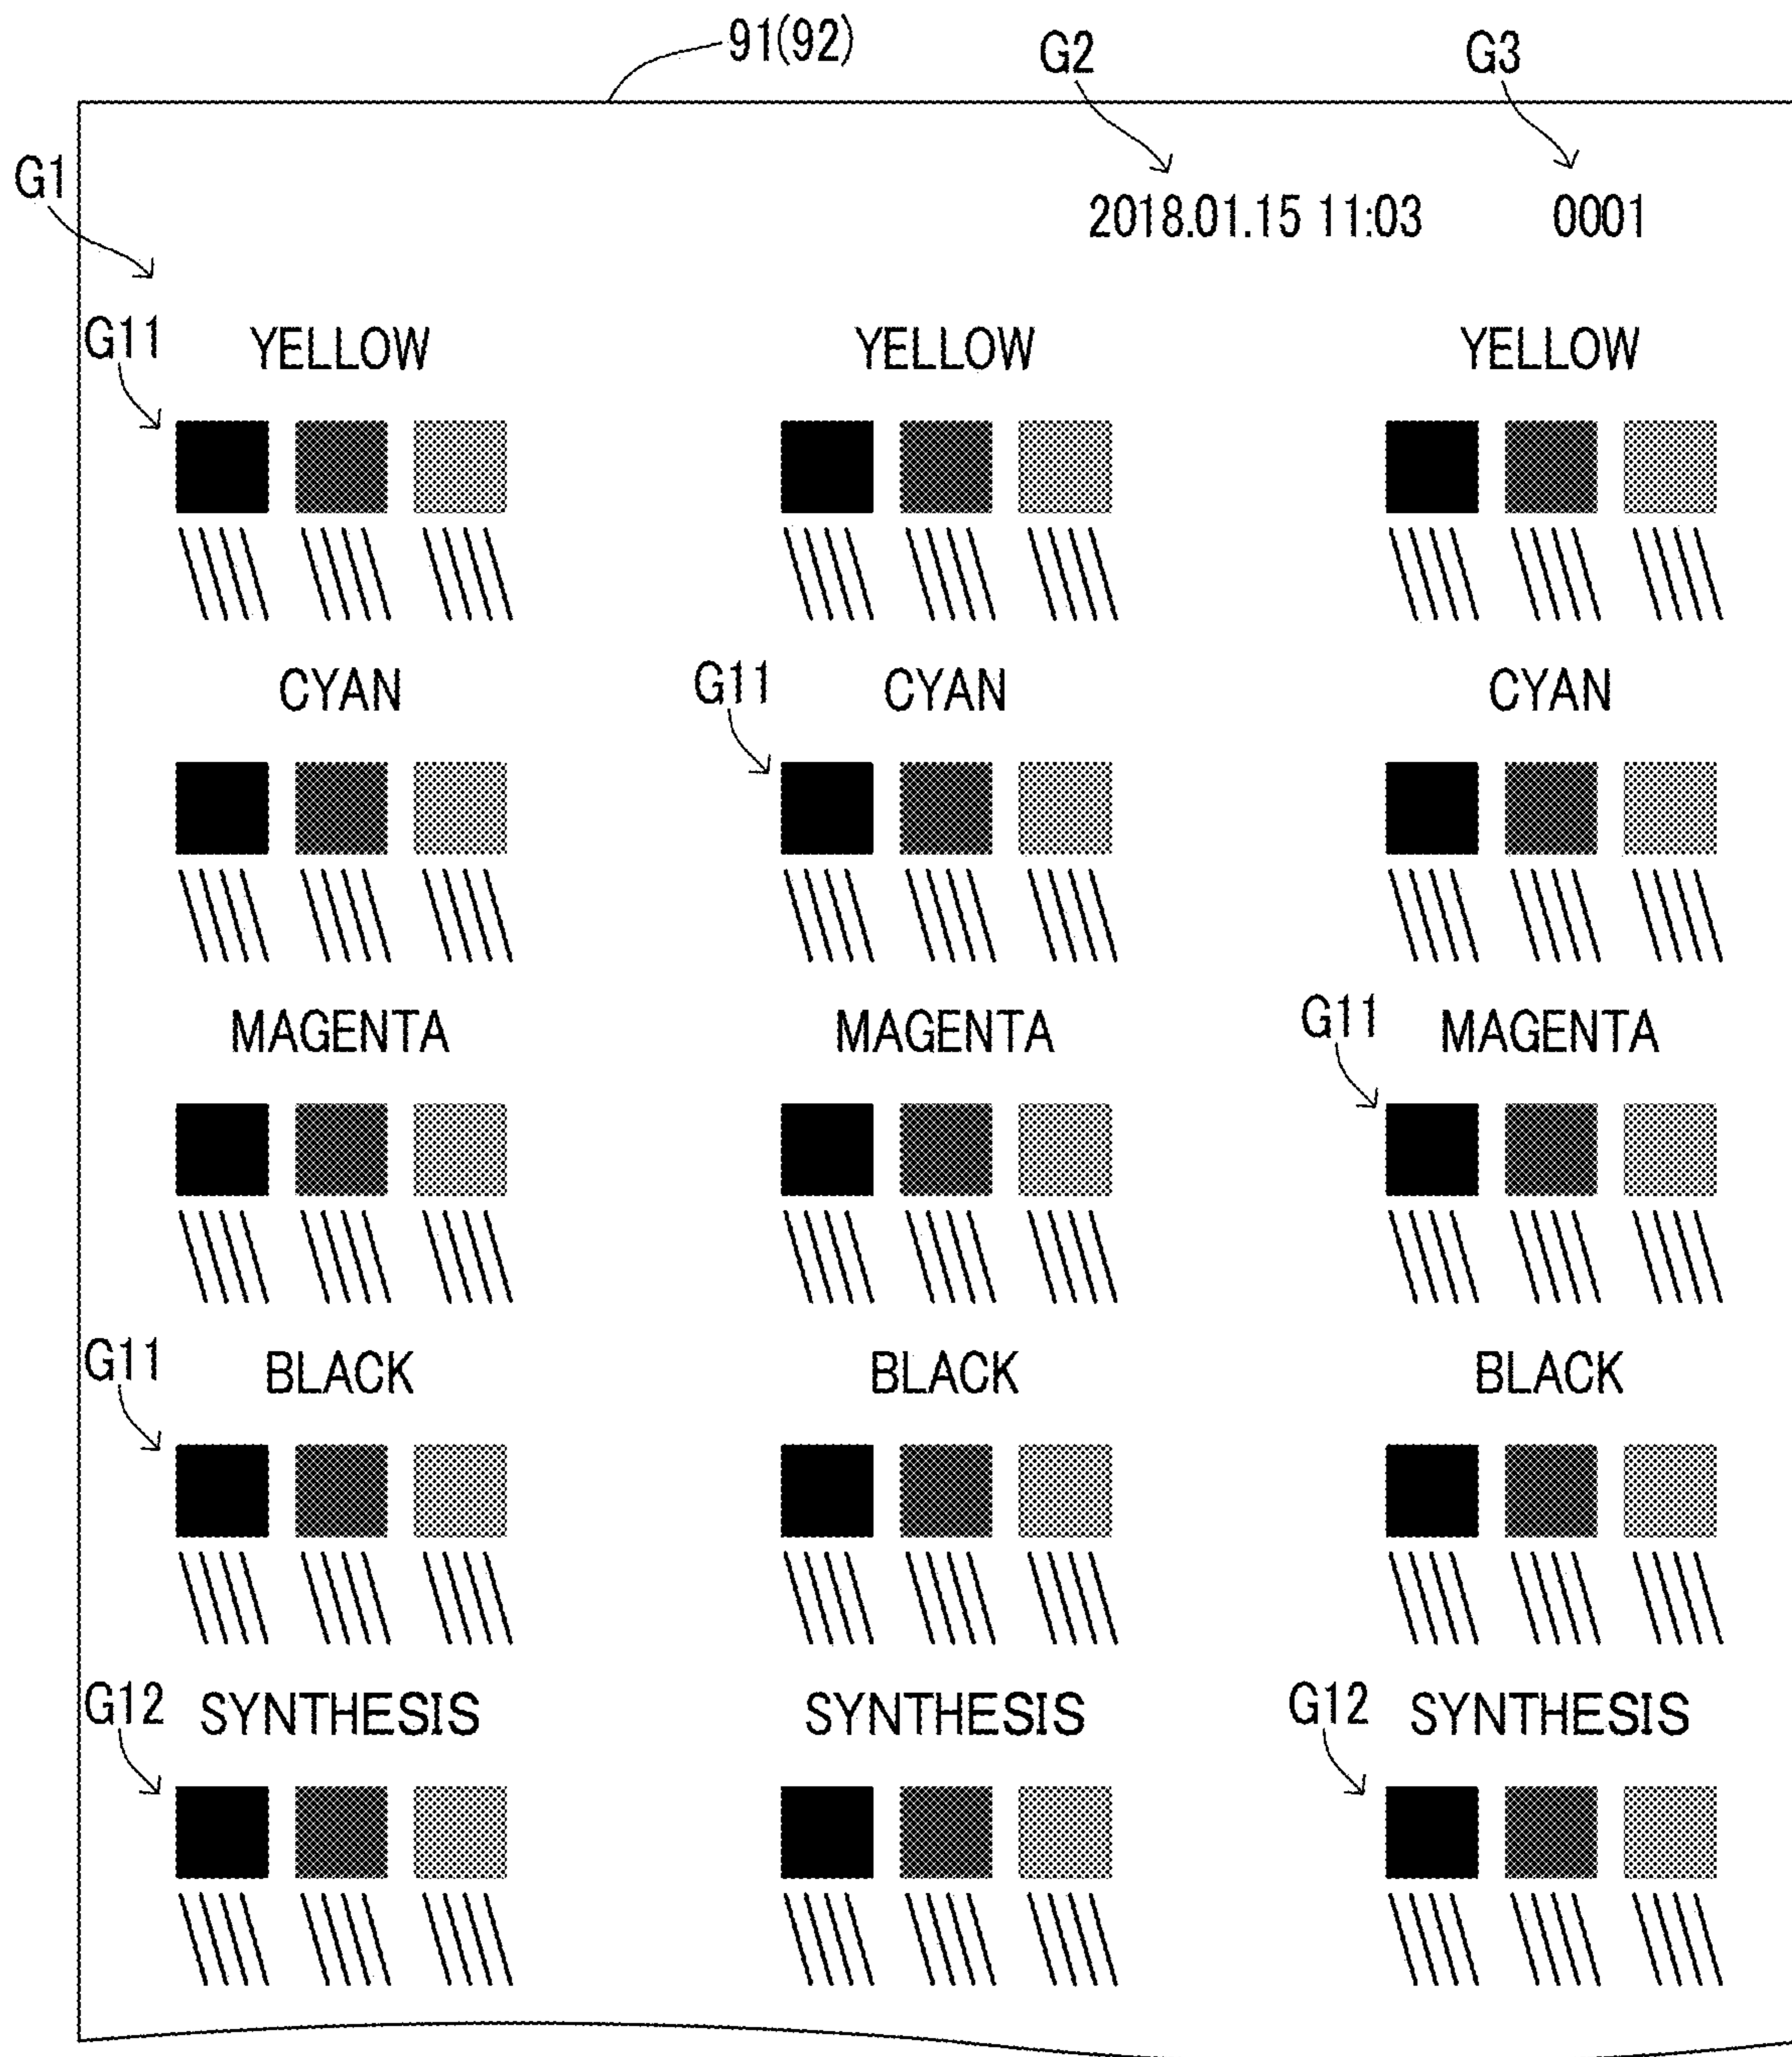 91(92) G2 G3
G1
2018.01.15 11:03 0001
G11 YELLOW YELLOW YELLOW
CYAN G11 CYAN CYAN
MAGENTA MAGENTA G11 MAGENTA
G11 BLACK BLACK BLACK
G12 SYNTHESIS SYNTHESIS G12 SYNTHESIS